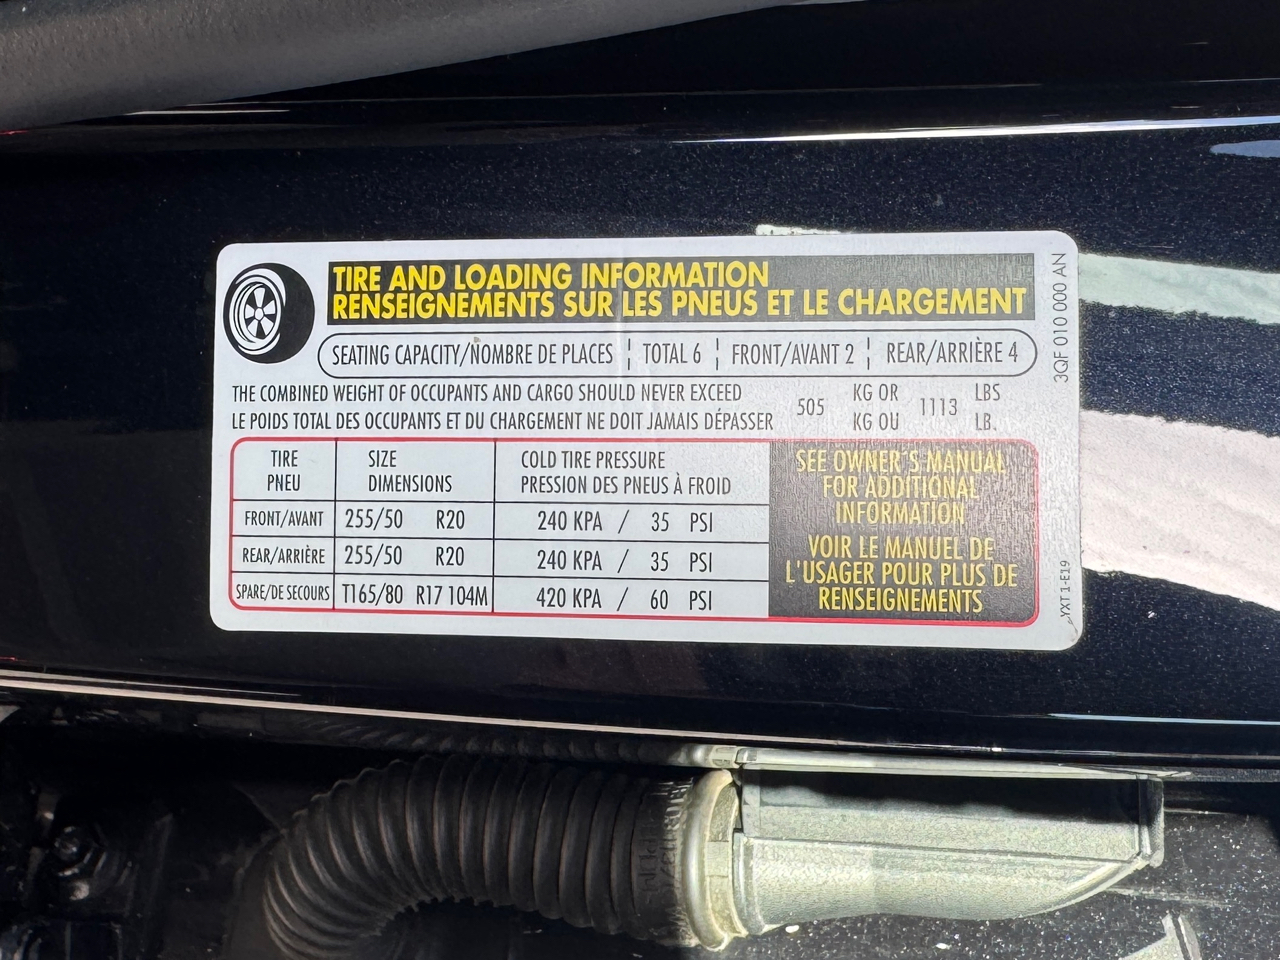 TIRE AND LOADING INFORMATION
RENSEIGNEMENTS SUR LES PNEUS ET LE CHARGEMENT
SEATING CAPACITY/NOMBRE DE PLACES ¦ TOTAL 6 ¦ FRONT/AVANT 2 ¦ REAR/ARRIÈRE 4
THE COMBINED WEIGHT OF OCCUPANTS AND CARGO SHOULD NEVER EXCEED
LE POIDS TOTAL DES OCCUPANTS ET DU CHARGEMENT NE DOIT JAMAIS DÉPASSER
505
KG OR
KG OU
1113
LBS
LB.
TIRE
PNEU
SIZE
DIMENSIONS
COLD TIRE PRESSURE
PRESSION DES PNEUS À FROID
FRONT/AVANT 255/50 R20 240 KPA / 35 PSI
REAR/ARRIÈRE 255/50 R20 240 KPA / 35 PSI
SPARE/DE SECOURS T165/80 R17 104M 420 KPA / 60 PSI
SEE OWNER'S MANUAL
FOR ADDITIONAL
INFORMATION
VOIR LE MANUEL DE
L'USAGER POUR PLUS DE
RENSEIGNEMENTS
3QF 010 000 AN
YXT 1-E19